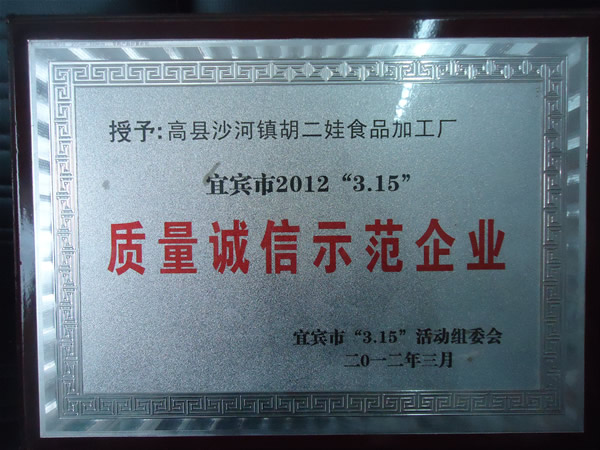 授予:高县沙河镇胡二娃食品加工厂
宜宾市2012“3.15”
质量诚信示范企业
宜宾市“3.15”活动组委会
二0一二年三月